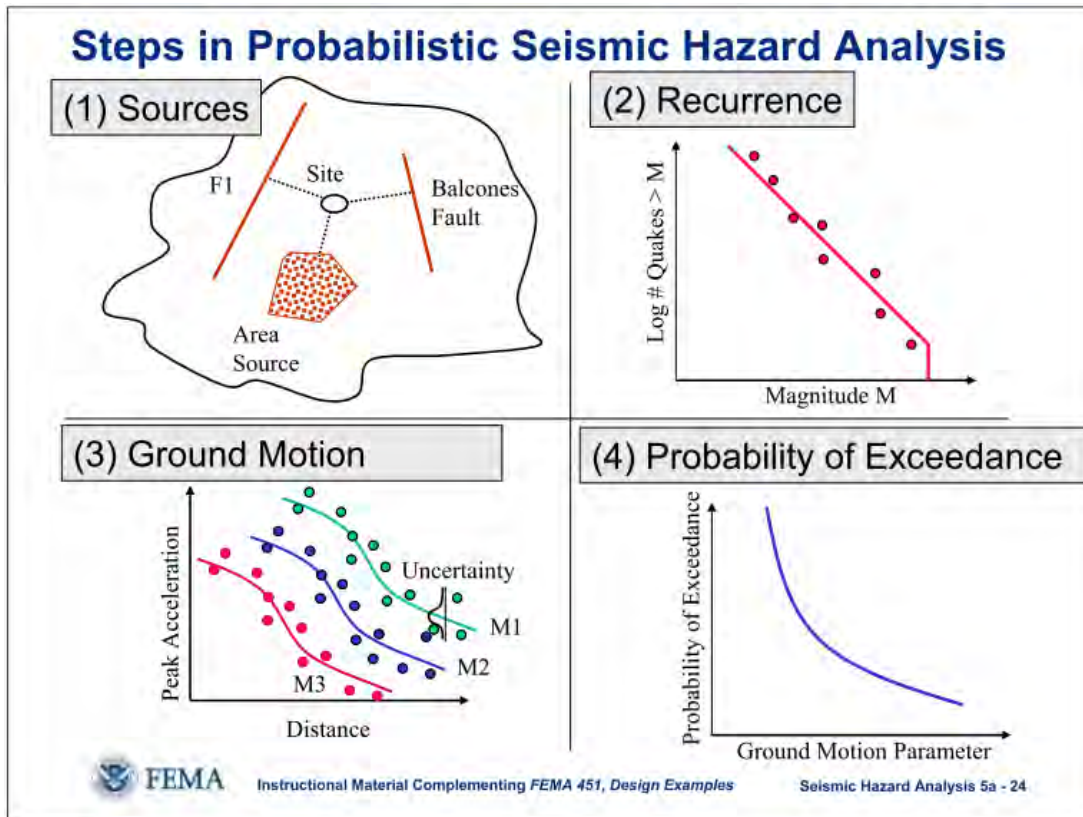 Steps in Probabilistic Seismic Hazard Analysis
(1) Sources
F1
Site
Balcones
Fault
Area
Source
(2) Recurrence
Log # Quakes > M
Magnitude M
(3) Ground Motion
Peak Acceleration
Uncertainty
M1
M2
M3
Distance
(4) Probability of Exceedance
Probability of Exceedance
Ground Motion Parameter
FEMA
Instructional Material Complementing FEMA 451, Design Examples
Seismic Hazard Analysis 5a - 24